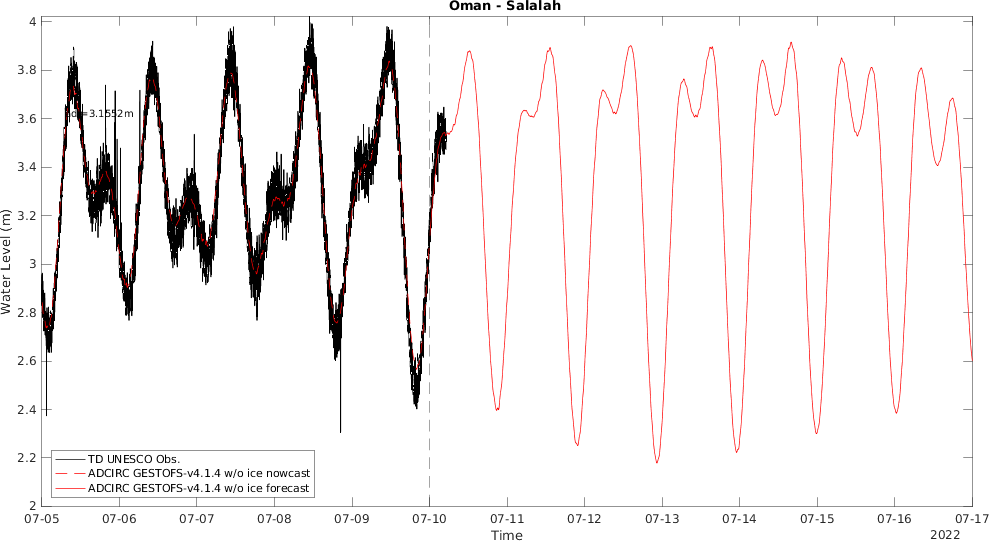 Oman - Salalah
4
3.8
3.6
3.4
3.2
3
2.8
2.6
2.4
2.2
2
Water Level (m)
=3.1552m
TD UNESCO Obs.
ADCIRC GESTOFS-v4.1.4 w/o ice nowcast
ADCIRC GESTOFS-v4.1.4 w/o ice forecast
07-05 07-06 07-07 07-08 07-09 07-10 07-11 07-12 07-13 07-14 07-15 07-16 07-17
Time
2022